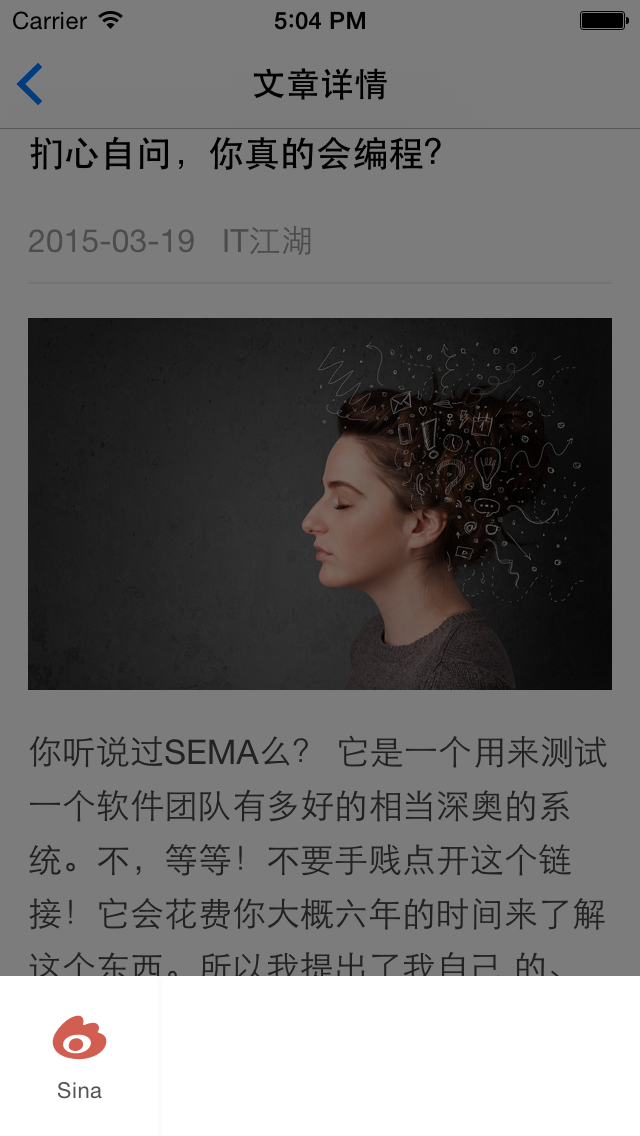 Carrier 5:04 PM
文章详情
扪心自问，你真的会编程？
2015-03-19 IT江湖
你听说过SEMA么？ 它是一个用来测试
一个软件团队有多好的相当深奥的系
统。不，等等！不要手贱点开这个链
接！它会花费你大概六年的时间来了解
这个东西。所以我提出了我自己 的、
Sina